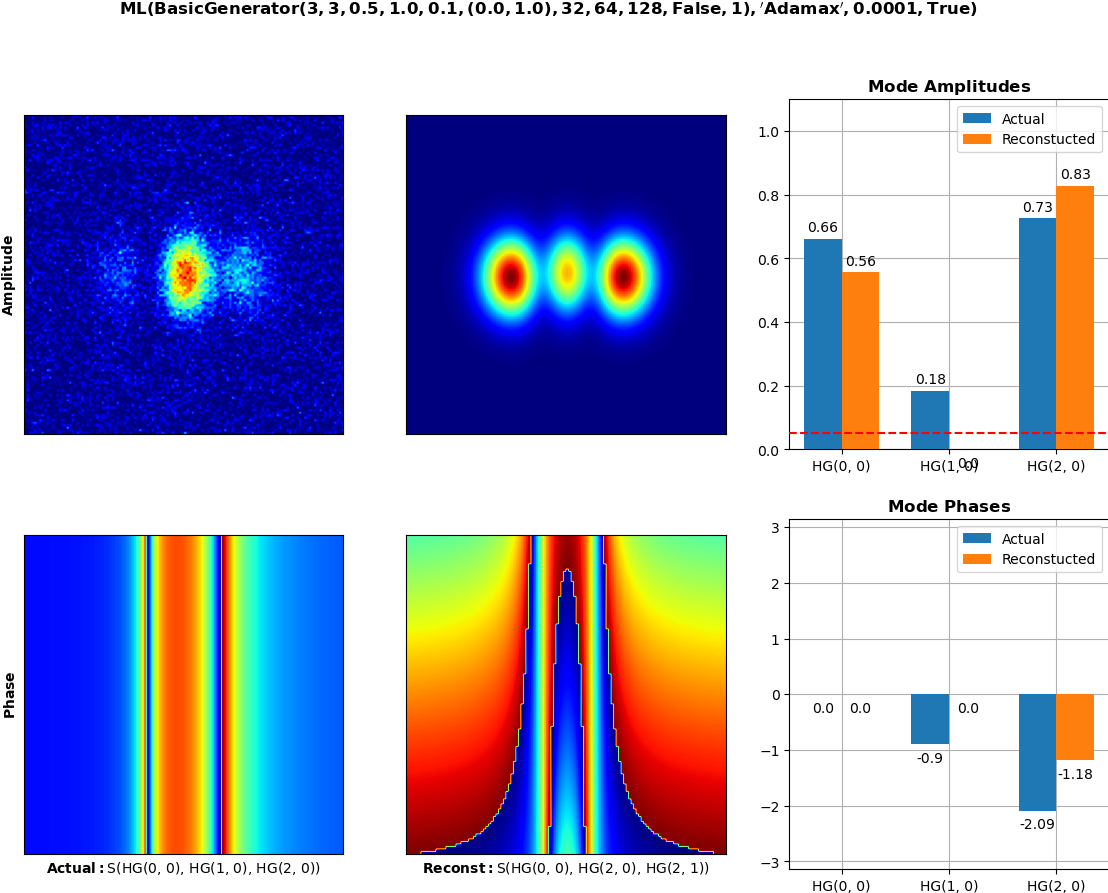 ML(BasicGenerator(3, 3, 0.5, 1.0, 0.1, (0.0, 1.0), 32, 64, 128, False, 1), ′Adamax′, 0.0001, True)
Amplitude
Mode Amplitudes
Actual
Reconstucted
1.0
0.8
0.6
0.4
0.2
0.0
0.66
0.56
0.18
0.0
0.73
0.83
HG(0, 0)
HG(1, 0)
HG(2, 0)
Phase
Actual: S(HG(0, 0), HG(1, 0), HG(2, 0))
Reconst: S(HG(0, 0), HG(2, 0), HG(2, 1))
Mode Phases
Actual
Reconstucted
3
2
1
0
−1
−2
−3
0.0
0.0
-0.9
0.0
-2.09
-1.18
HG(0, 0)
HG(1, 0)
HG(2, 0)